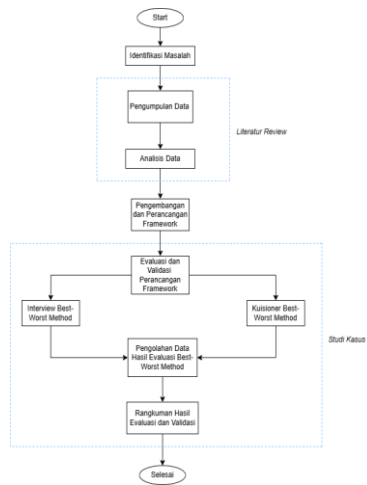 Start
Identifikasi Masalah
Pengumpulan Data
Literatur Review
Analisis Data
Pengembangan
dan Perancangan
Framework
Evaluasi dan
Validasi
Perancangan
Framework
Interview Best-
Worst Method
Kuisioner Best-
Worst Method
Studi Kasus
Pengolahan Data
Hasil Evaluasi Best-
Worst Method
Rangkuman Hasil
Evaluasi dan Validasi
Selesai